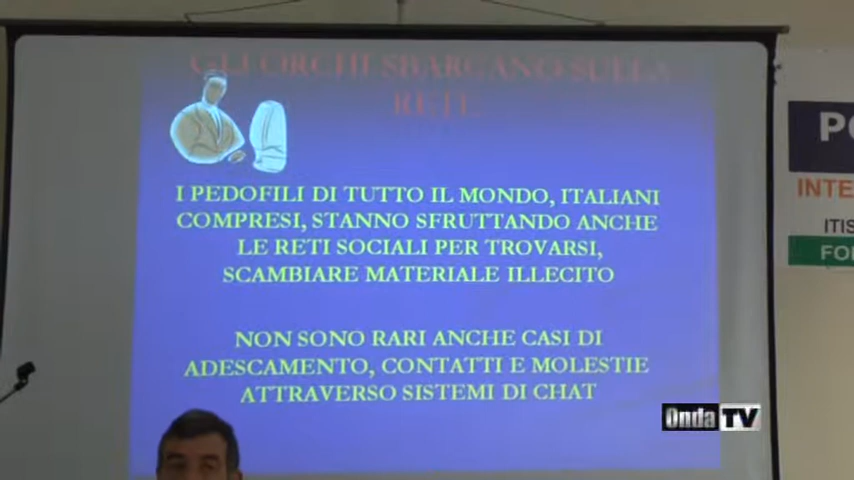 GLI ORCHI SBARCANO SULLA
RETE
I PEDOFILI DI TUTTO IL MONDO, ITALIANI
COMPRESI, STANNO SFRUTTANDO ANCHE
LE RETI SOCIALI PER TROVARSI,
SCAMBIARE MATERIALE ILLECITO
NON SONO RARI ANCHE CASI DI
ADESCAMENTO, CONTATTI E MOLESTIE
ATTRAVERSO SISTEMI DI CHAT
Onda TV